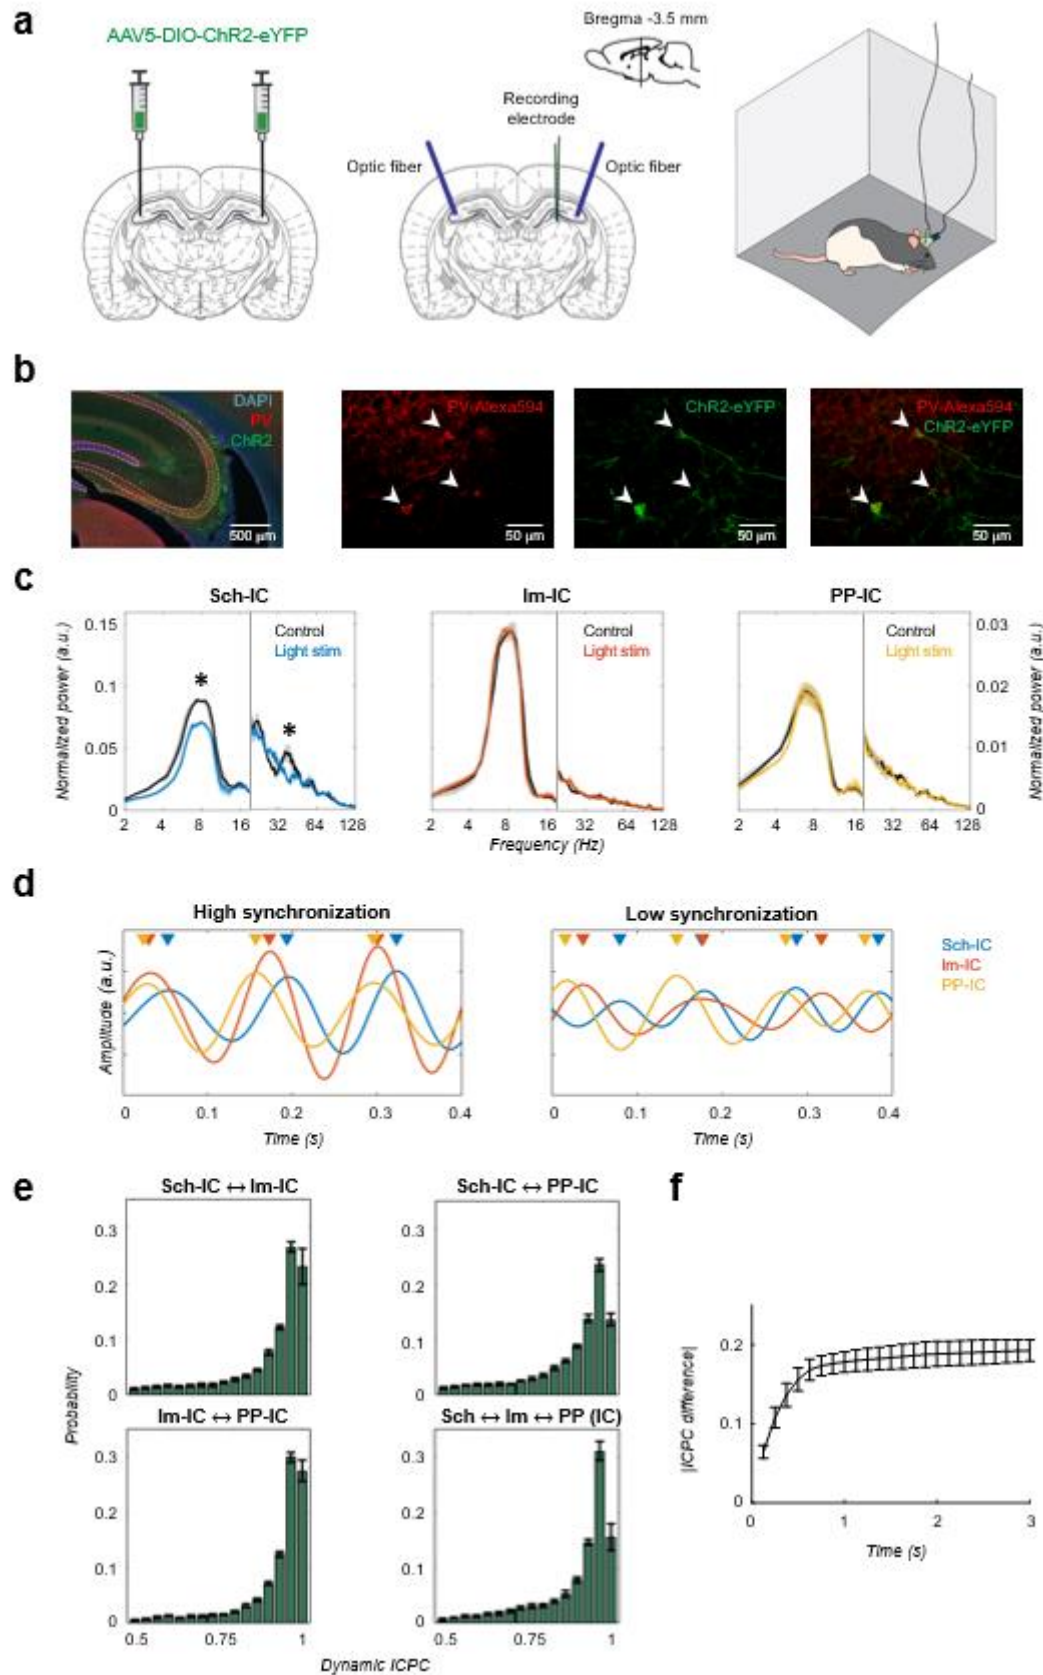 a
AAV5-DIO-ChR2-eYFP
Bregma -3.5 mm
Recording
electrode
Optic fiber
Optic fiber
b
DAPI
PV
ChR2
500 μm
PV-Alexa594
50 μm
ChR2-eYFP
50 μm
PV-Alexa594
ChR2-eYFP
50 μm
c
Sch-IC
lm-IC
PP-IC
Normalized power (a.u.)
0.15
0.1
0.05
0
Control
Light stim
*
*
2 4 8 16 32 64 128
Control
Light stim
2 4 8 16 32 64 128
Frequency (Hz)
Control
Light stim
2 4 8 16 32 64 128
0.03
0.02
0.01
0
Normalized power (a.u.)
d
High synchronization
Low synchronization
Amplitude (a.u.)
Sch-IC
lm-IC
PP-IC
0 0.1 0.2 0.3 0.4
Time (s)
0 0.1 0.2 0.3 0.4
Time (s)
e
Sch-IC ↔ lm-IC
0.3
0.2
0.1
0
Sch-IC ↔ PP-IC
0.3
0.2
0.1
0
Probability
lm-IC ↔ PP-IC
0.3
0.2
0.1
0
0.5 0.75 1
Sch ↔ lm ↔ PP (IC)
0.3
0.2
0.1
0
0.5 0.75 1
Dynamic ICPC
f
|ICPC difference|
0.2
0.1
0
0 1 2 3
Time (s)